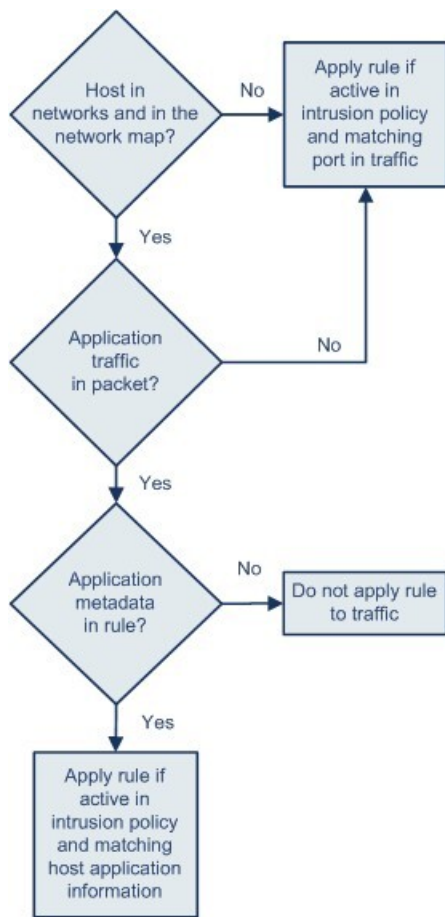 Host in
networks and in the
network map?
No
Apply rule if
active in
intrusion policy
and matching
port in traffic
Yes
Application
traffic
in packet?
No
Yes
Application
metadata
in rule?
No
Do not apply rule
to traffic
Yes
Apply rule if
active in
intrusion policy
and matching
host application
information